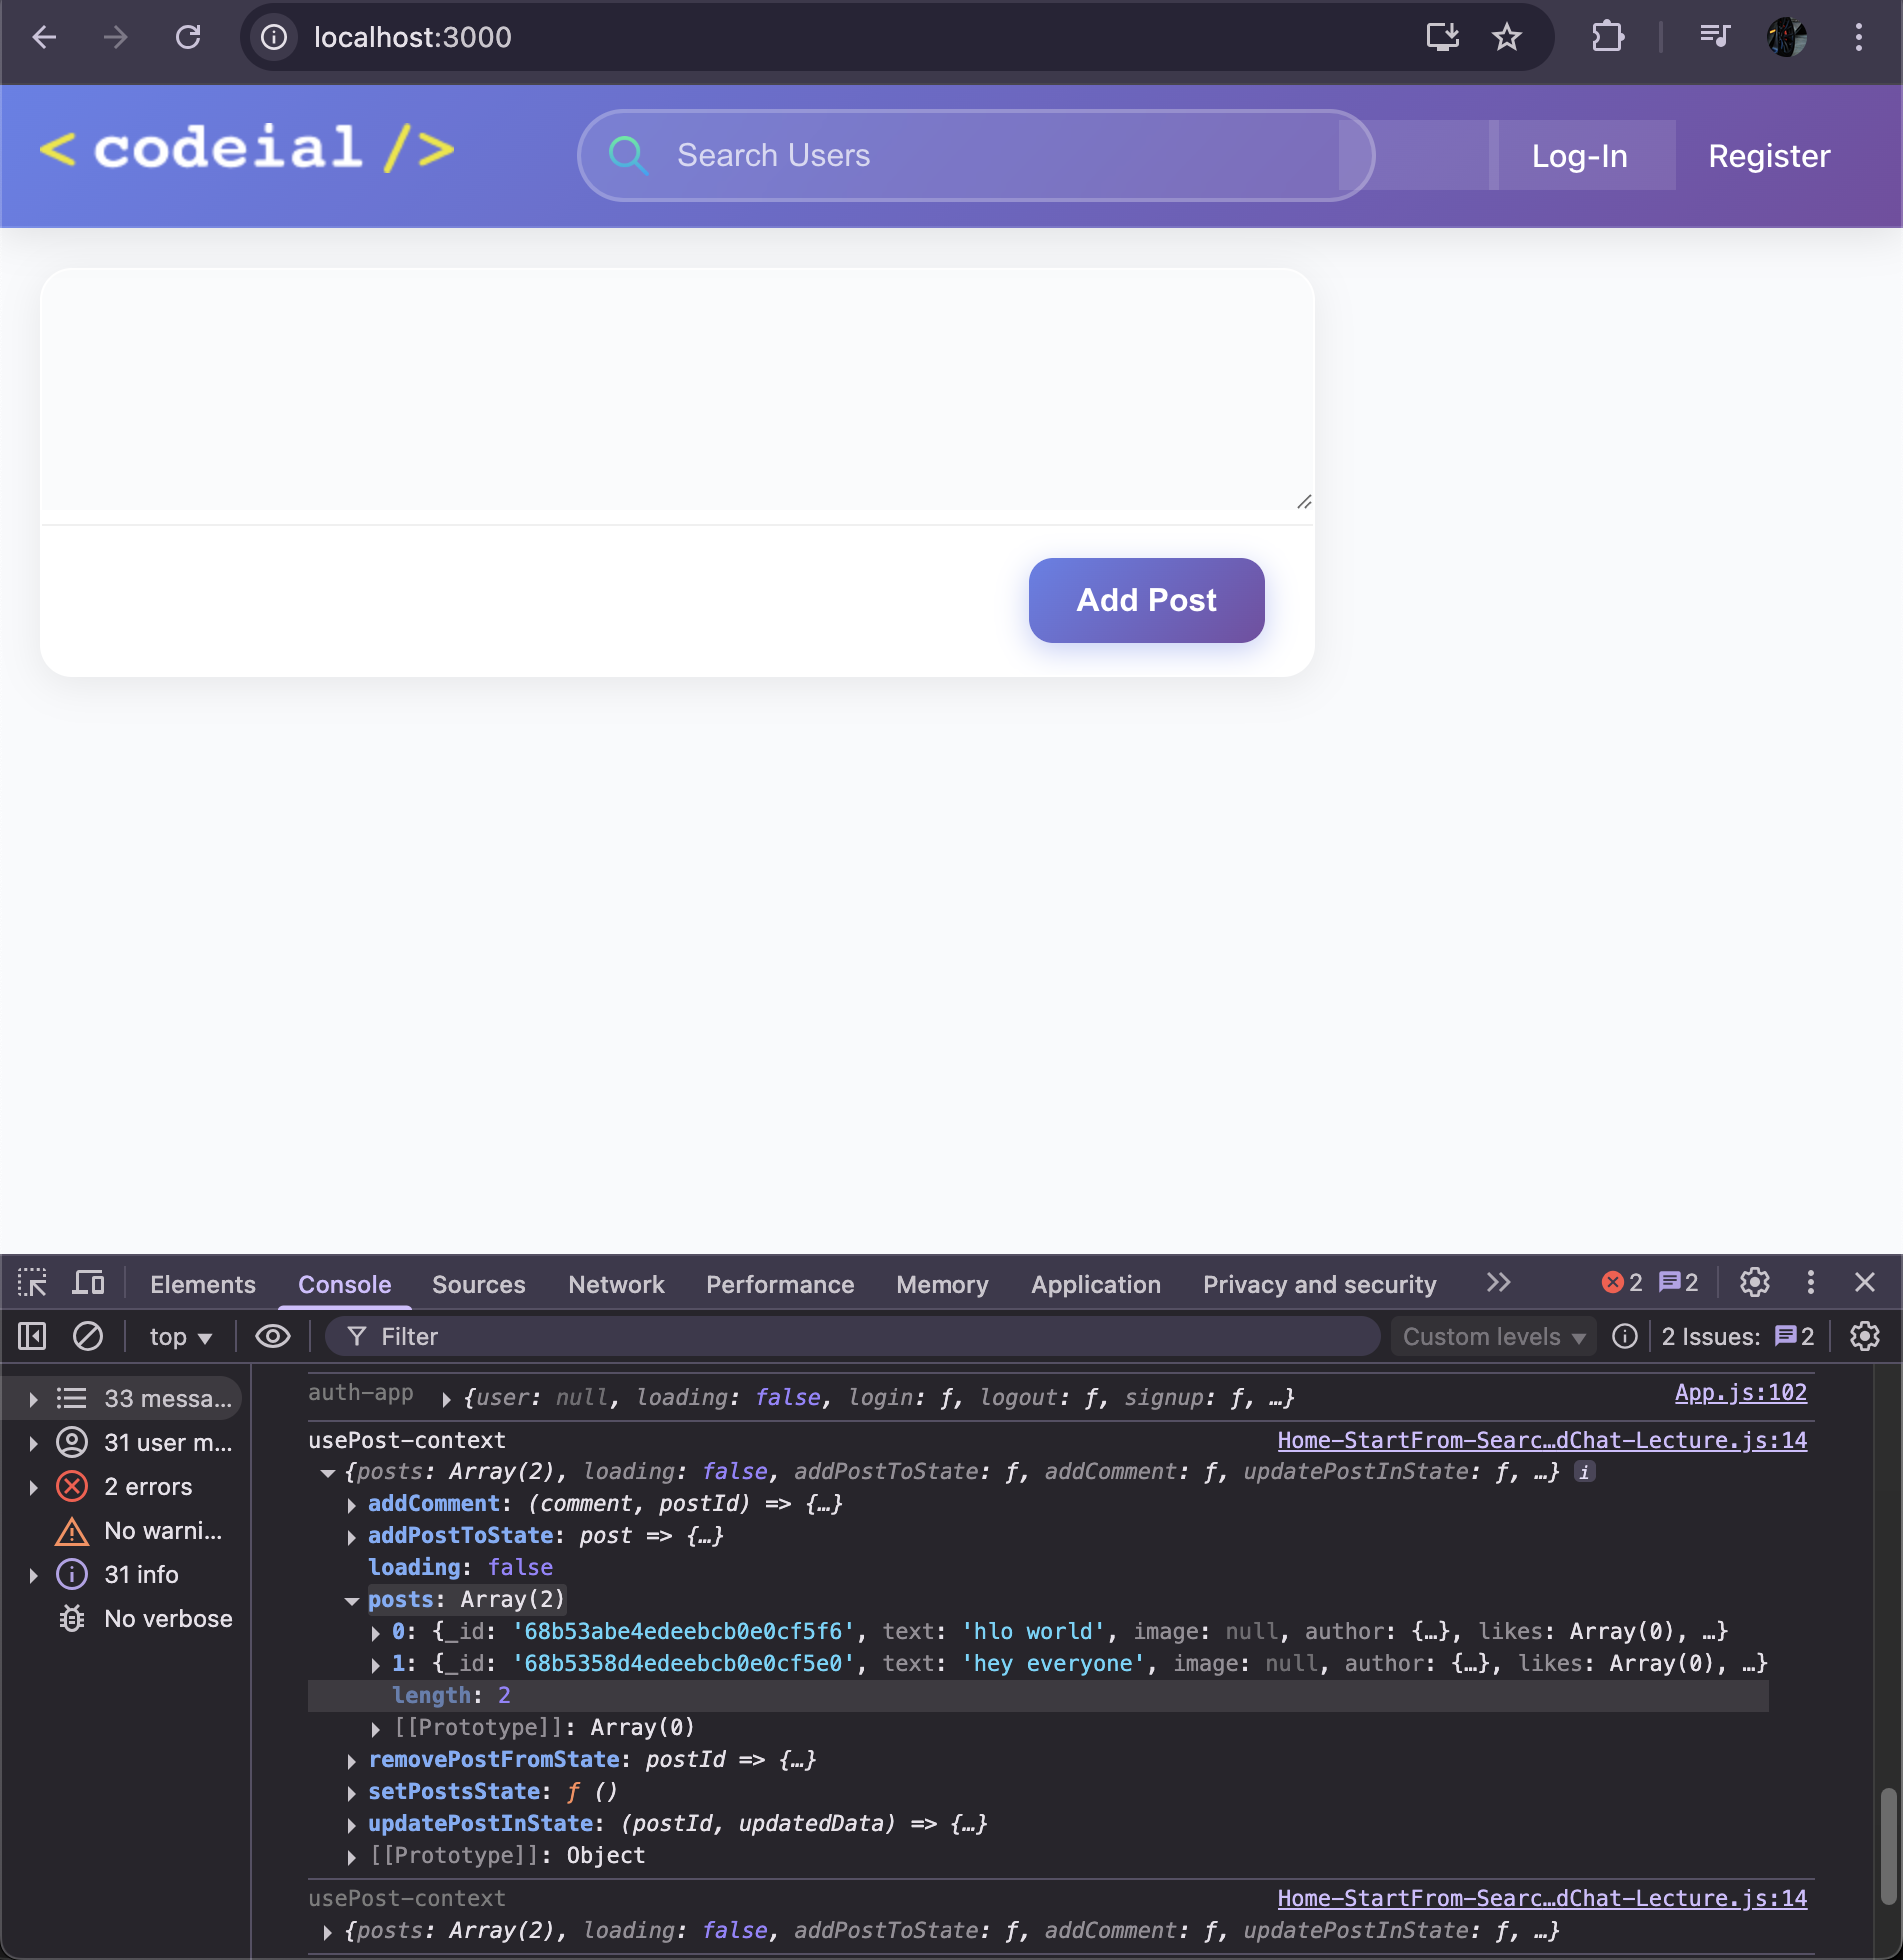 localhost:3000
< codeial />
Search Users
Log-In
Register
Add Post
Elements Console Sources Network Performance Memory Application Privacy and security 2 2
top Filter Custom levels 2 Issues: 2
33 messa…
31 user m…
2 errors
No warni…
31 info
No verbose
auth-app {user: null, loading: false, login: ƒ, logout: ƒ, signup: ƒ, …} App.js:102
usePost-context Home-StartFrom-Searc…dChat-Lecture.js:14
{posts: Array(2), loading: false, addPostToState: ƒ, addComment: ƒ, updatePostInState: ƒ, …} i
addComment: (comment, postId) => {…}
addPostToState: post => {…}
loading: false
posts: Array(2)
0: {_id: '68b53abe4edeebcb0e0cf5f6', text: 'hlo world', image: null, author: {…}, likes: Array(0), …}
1: {_id: '68b5358d4edeebcb0e0cf5e0', text: 'hey everyone', image: null, author: {…}, likes: Array(0), …}
length: 2
[[Prototype]]: Array(0)
removePostFromState: postId => {…}
setPostsState: ƒ ()
updatePostInState: (postId, updatedData) => {…}
[[Prototype]]: Object
usePost-context Home-StartFrom-Searc…dChat-Lecture.js:14
{posts: Array(2), loading: false, addPostToState: ƒ, addComment: ƒ, updatePostInState: ƒ, …}